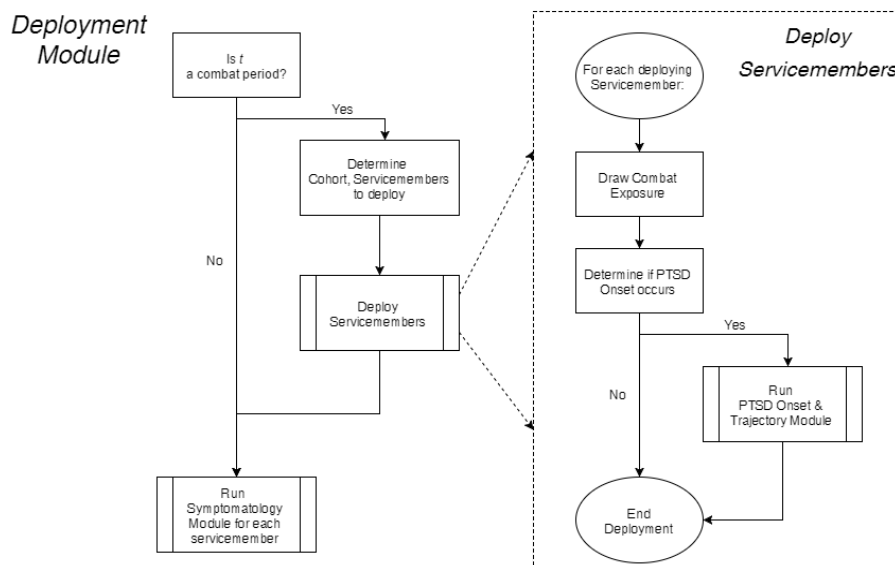 Deployment
Module
Is t
a combat period?
Yes
Determine
Cohort, Servicemembers
to deploy
No
Deploy
Servicemembers
Run
Symptomatology
Module for each
servicemember
Deploy
Servicemembers
For each deploying
Servicemember:
Draw Combat
Exposure
Determine if PTSD
Onset occurs
Yes
No
Run
PTSD Onset &
Trajectory Module
End
Deployment